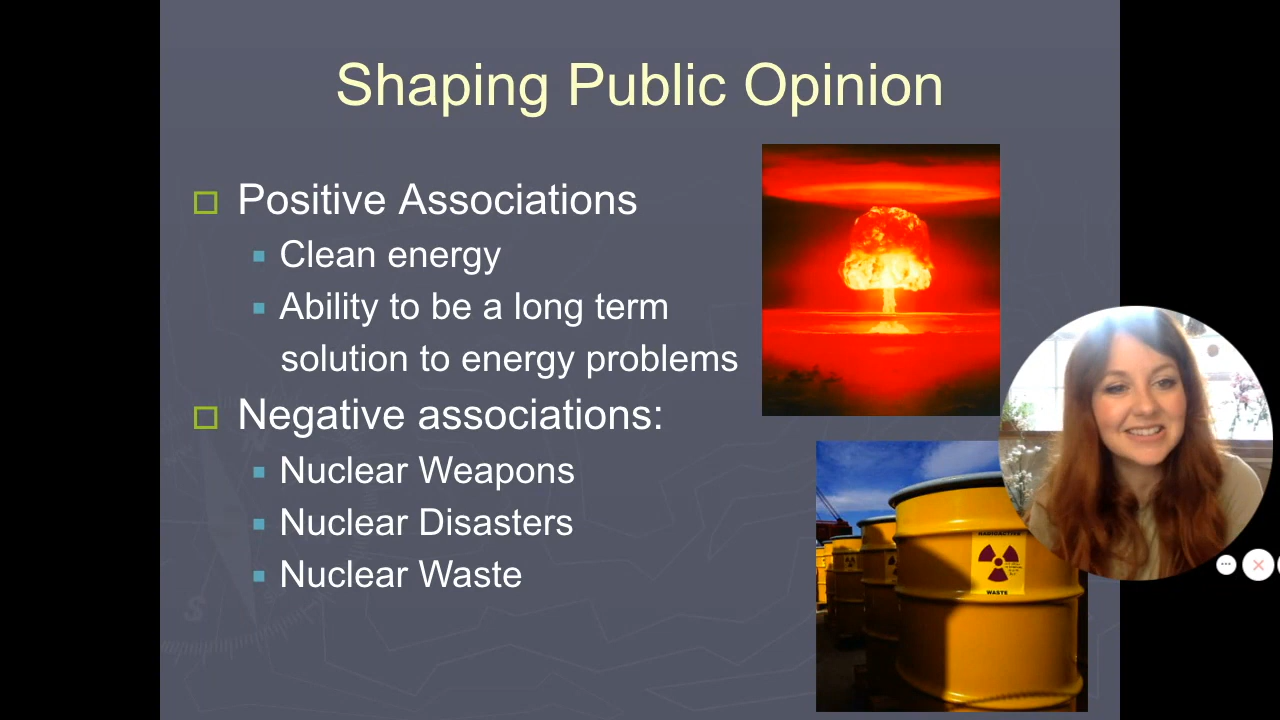 Shaping Public Opinion
Positive Associations
Clean energy
Ability to be a long term
solution to energy problems
Negative associations:
Nuclear Weapons
Nuclear Disasters
Nuclear Waste
RADIOACTIVE
WASTE